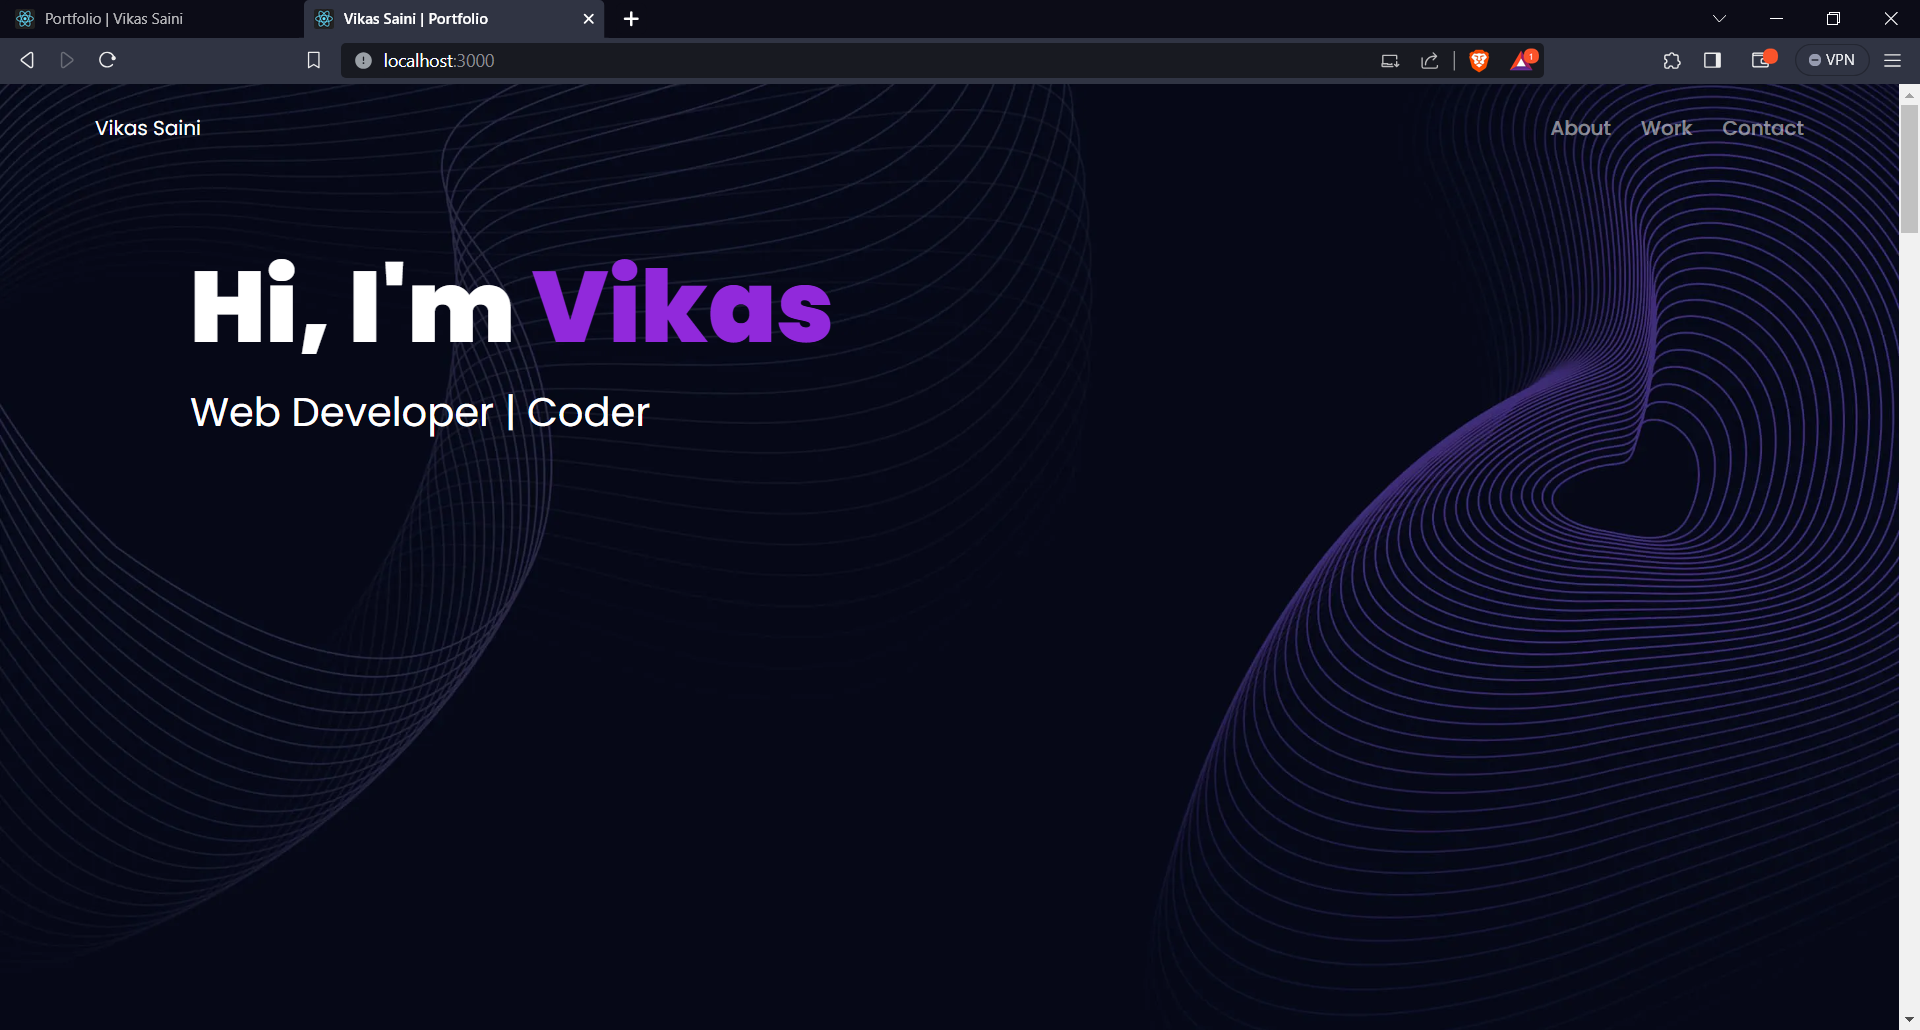 Portfolio | Vikas Saini
Vikas Saini | Portfolio
localhost:3000
1
VPN
Vikas Saini
About Work Contact
Hi, I'm Vikas
Web Developer | Coder